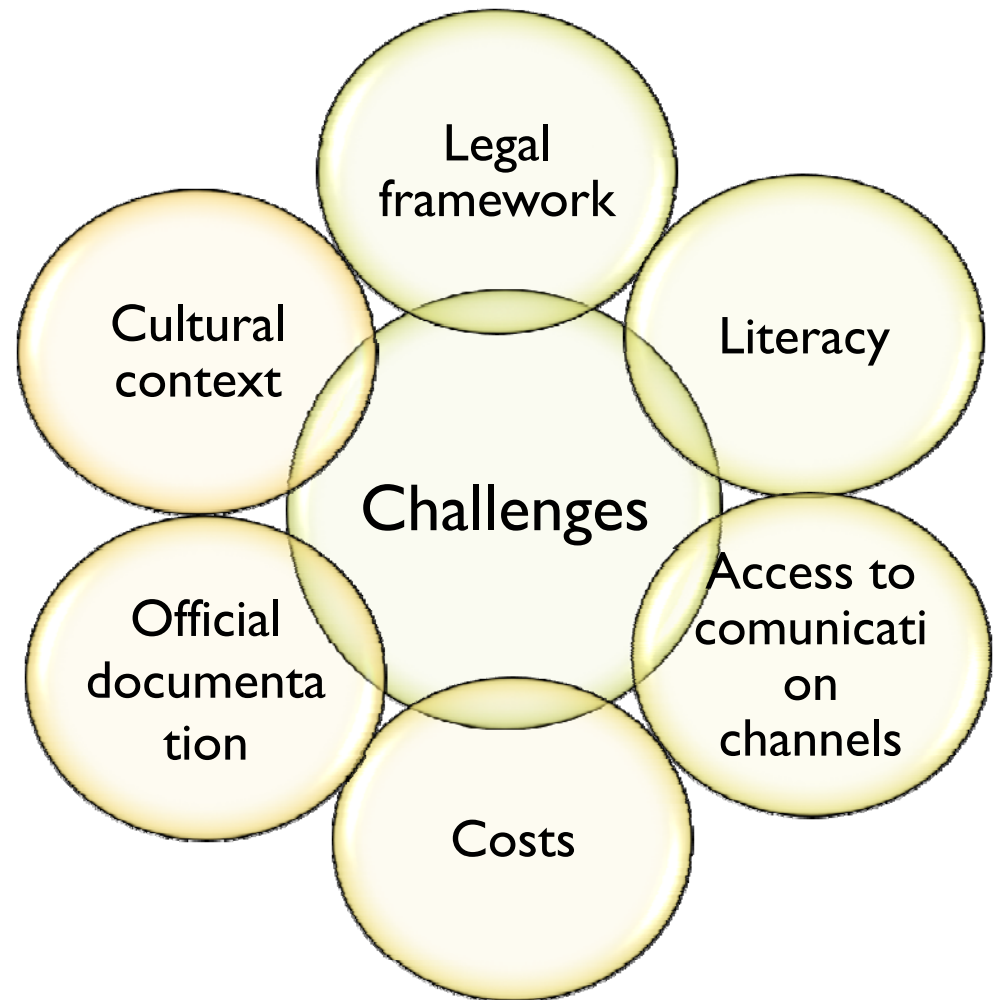 Legal
framework
Cultural
context
Literacy
Challenges
Access to
comunicati
on
channels
Official
documenta
tion
Costs